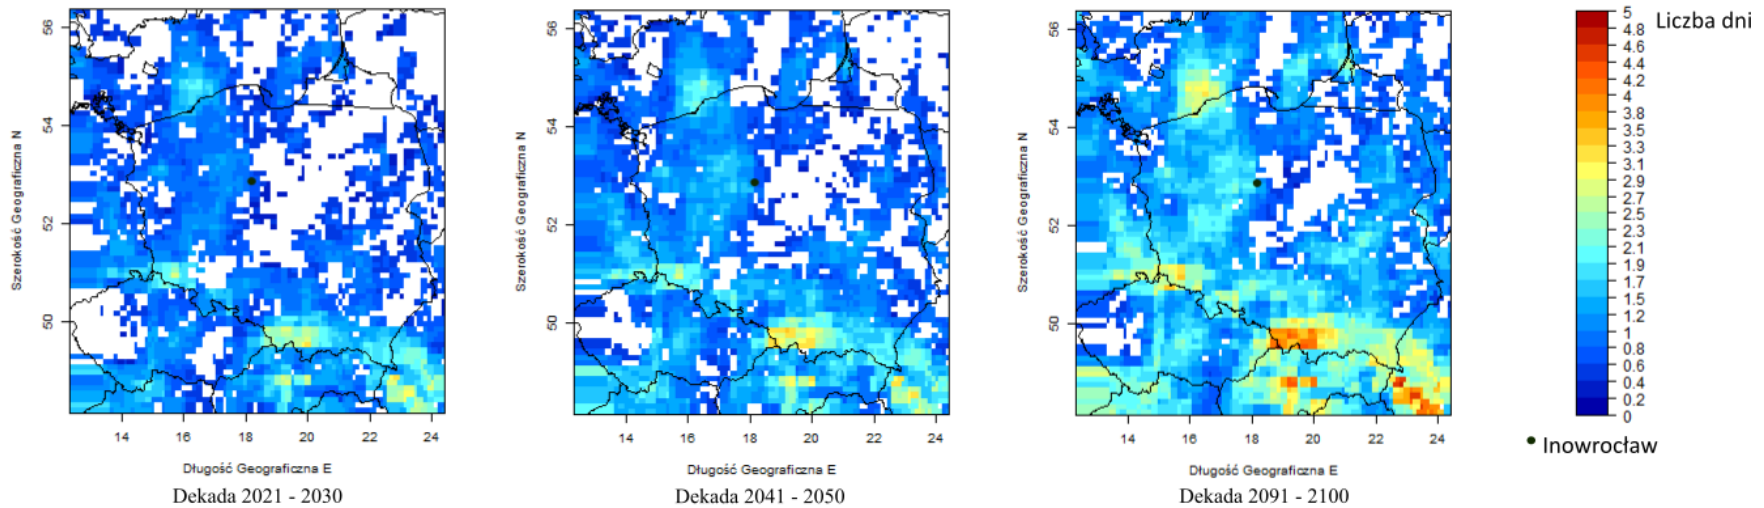 56
54
52
50
Szerokość Geograficzna N
14 16 18 20 22 24
Długość Geograficzna E
Dekada 2021 - 2030
56
54
52
50
Szerokość Geograficzna N
14 16 18 20 22 24
Długość Geograficzna E
Dekada 2041 - 2050
56
54
52
50
Szerokość Geograficzna N
14 16 18 20 22 24
Długość Geograficzna E
Dekada 2091 - 2100
Liczba dni
5
4.8
4.6
4.4
4.2
4
3.8
3.5
3.3
3.1
2.9
2.7
2.5
2.3
2.1
1.9
1.7
1.5
1.2
1
0.8
0.6
0.4
0.2
0
Inowrocław